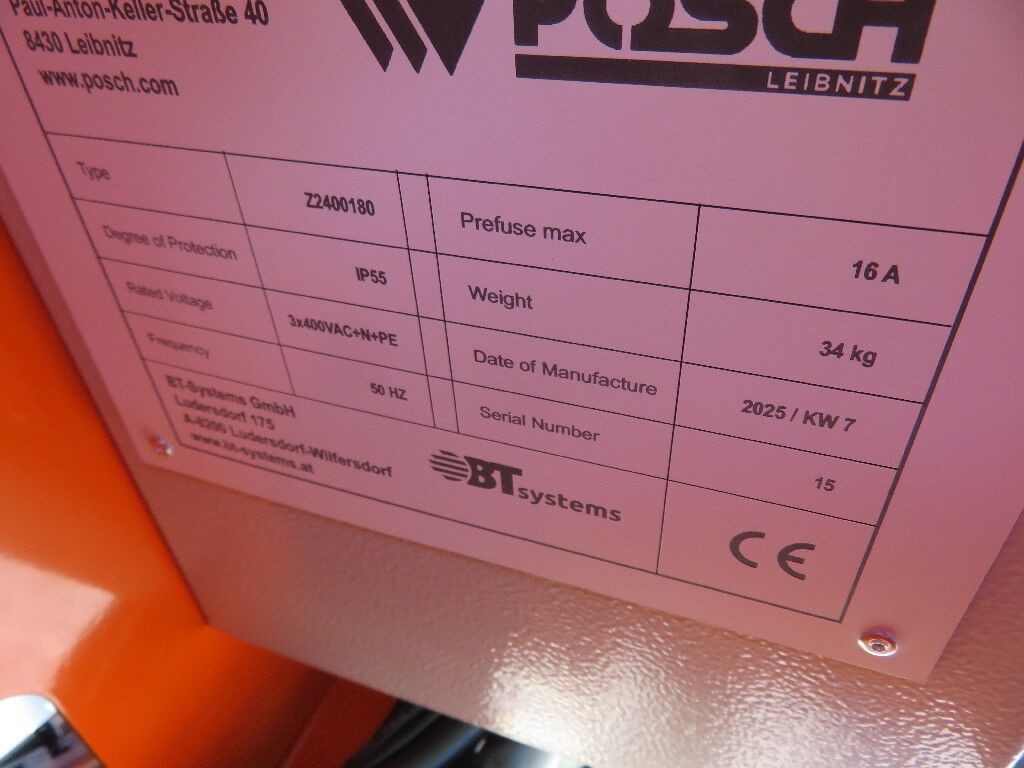 Paul-Anton-Keller-Straße 40
8430 Leibnitz
www.posch.com
POSCH
LEIBNITZ
Type Z2400180 Prefuse max 16 A
Degree of Protection IP55 Weight 34 kg
Rated Voltage 3x400VAC+N+PE Date of Manufacture 2025 / KW 7
Frequency 50 HZ Serial Number 15
BT-Systems GmbH
Ludersdorf 175
A-8200 Ludersdorf-Wilfersdorf
www.bt-systems.at
BTsystems
CE